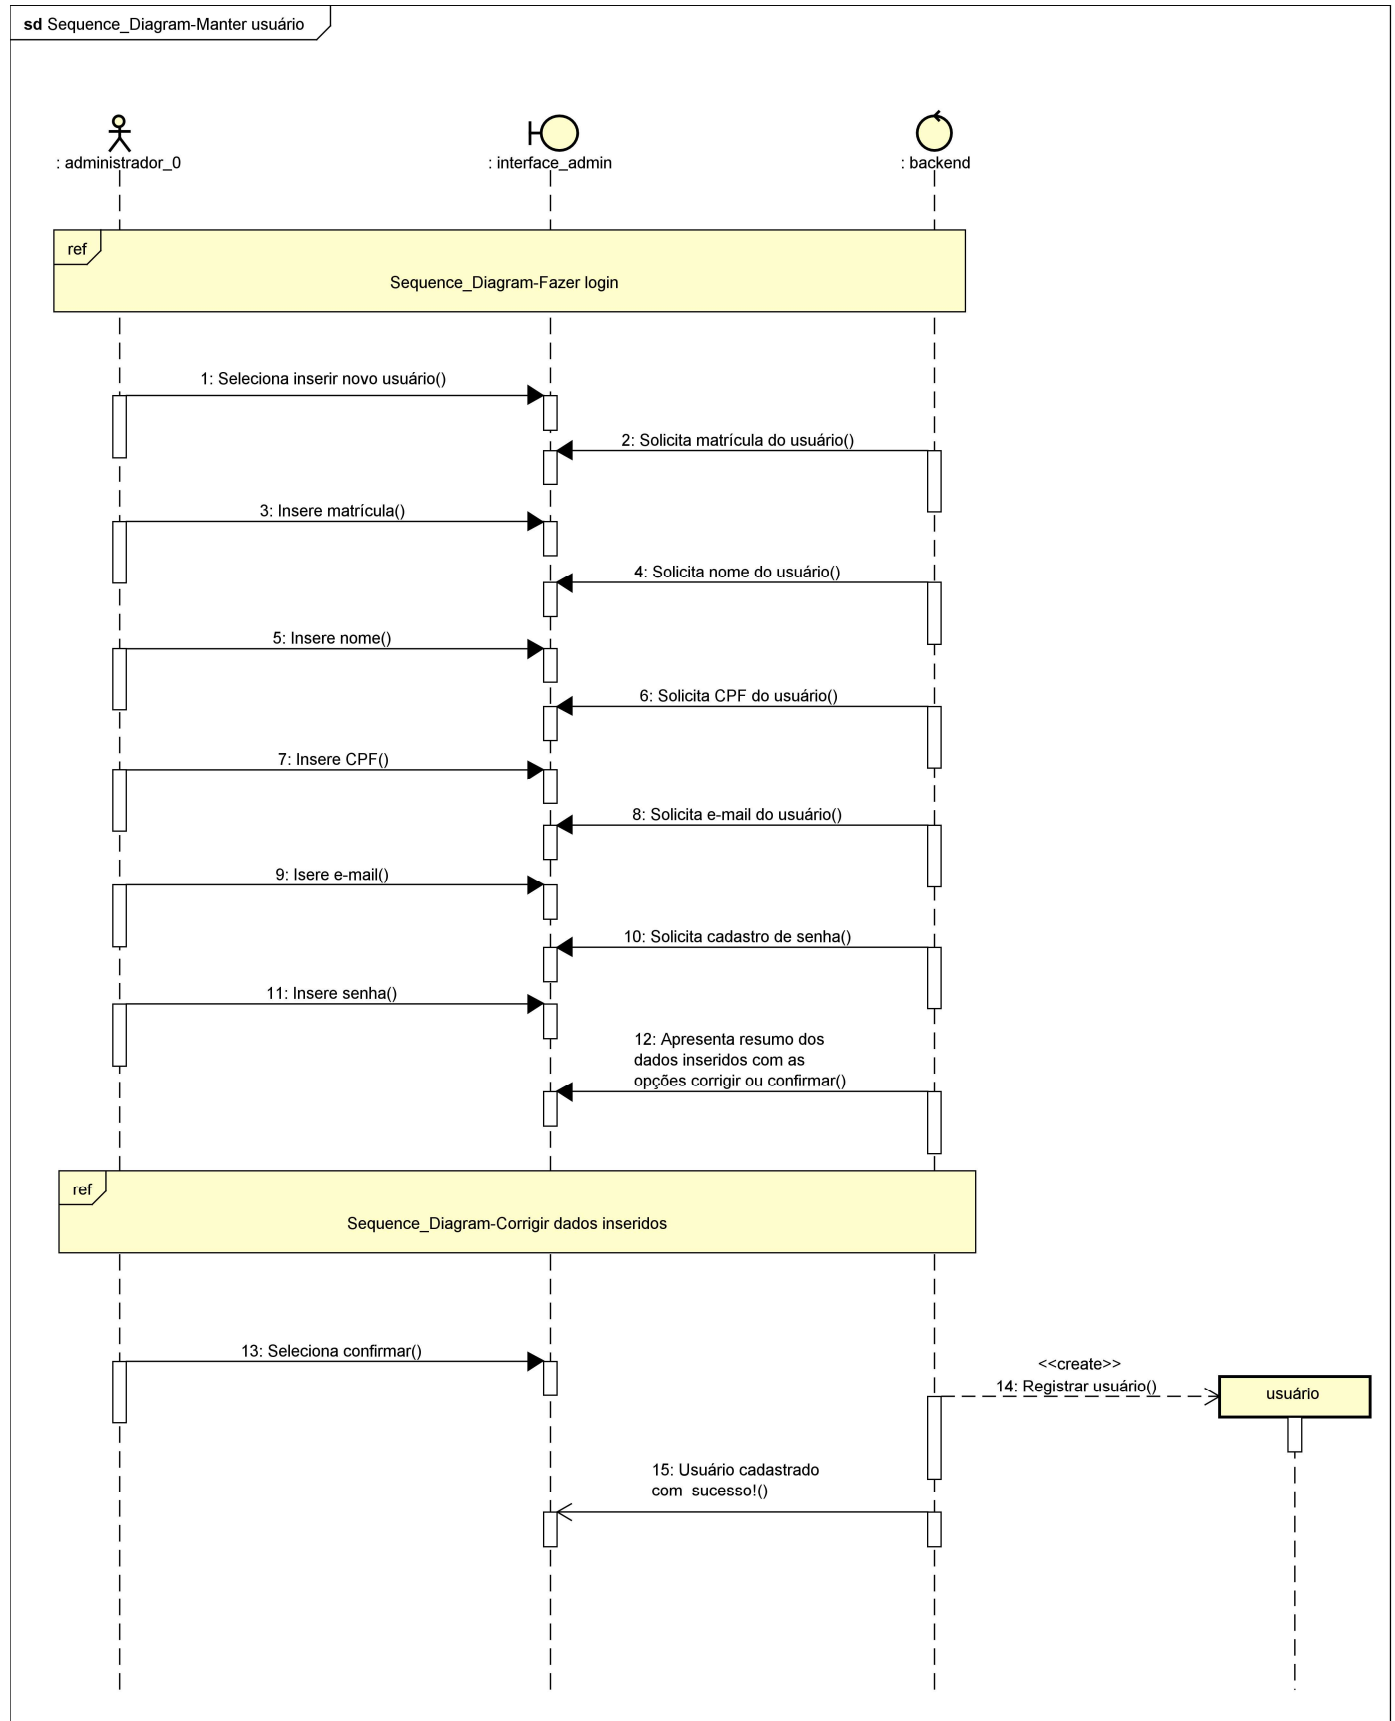 sd Sequence_Diagram-Manter usuário
: administrador_0
: interface_admin
: backend
ref
Sequence_Diagram-Fazer login
1: Seleciona inserir novo usuário()
2: Solicita matrícula do usuário()
3: Insere matrícula()
4: Solicita nome do usuário()
5: Insere nome()
6: Solicita CPF do usuário()
7: Insere CPF()
8: Solicita e-mail do usuário()
9: Isere e-mail()
10: Solicita cadastro de senha()
11: Insere senha()
12: Apresenta resumo dos
dados inseridos com as
opções corrigir ou confirmar()
ref
Sequence_Diagram-Corrigir dados inseridos
13: Seleciona confirmar()
<<create>>
14: Registrar usuário()
usuário
15: Usuário cadastrado
com  sucesso!()